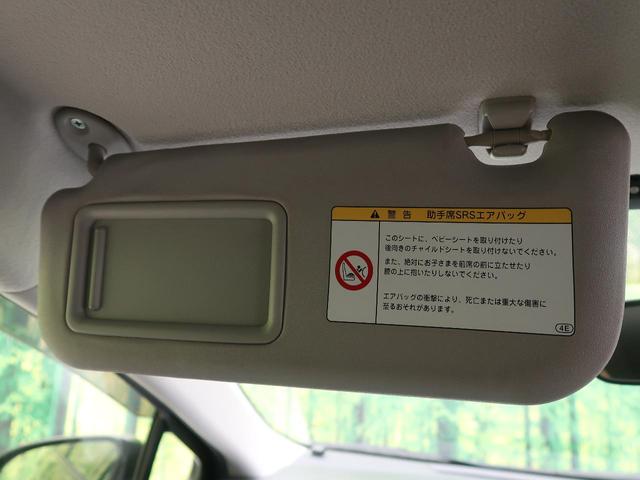 警告 助手席SRSエアバッグ
このシートに、ベビーシートを取り付けたり
後向きのチャイルドシートを取り付けないでください。
また、絶対にお子さまを前席の前に立たせたり
膝の上に抱いたりしないでください。
エアバッグの衝撃により、死亡または重大な傷害に
至るおそれがあります。
4E